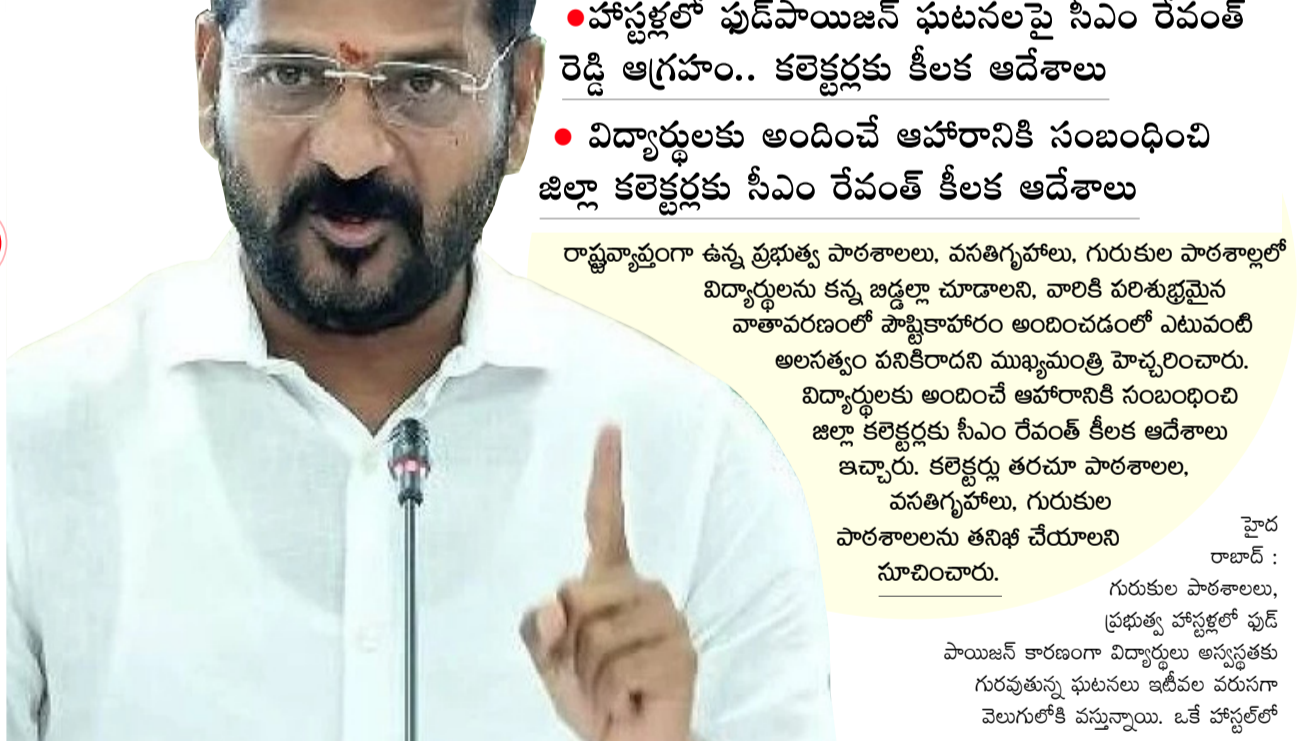 ●హాస్టళ్లలో ఫుడ్‌పాయిజన్ ఘటనలపై సీఎం రేవంత్
రెడ్డి ఆగ్రహం.. కలెక్టర్లకు కీలక ఆదేశాలు
● విద్యార్థులకు అందించే ఆహారానికి సంబంధించి
జిల్లా కలెక్టర్లకు సీఎం రేవంత్ కీలక ఆదేశాలు
రాష్ట్రవ్యాప్తంగా ఉన్న ప్రభుత్వ పాఠశాలలు, వసతిగృహాలు, గురుకుల పాఠశాల్లలో
విద్యార్థులను కన్న బిడ్డల్లా చూడాలని, వారికి పరిశుభ్రమైన
వాతావరణంలో పౌష్టికాహారం అందించడంలో ఎటువంటి
అలసత్వం పనికిరాదని ముఖ్యమంత్రి హెచ్చరించారు.
విద్యార్థులకు అందించే ఆహారానికి సంబంధించి
జిల్లా కలెక్టర్లకు సీఎం రేవంత్ కీలక ఆదేశాలు
ఇచ్చారు. కలెక్టర్లు తరచూ పాఠశాలల,
వసతిగృహాలు, గురుకుల
పాఠశాలలను తనిఖీ చేయాలని
సూచించారు.
హైద
రాబాద్ :
గురుకుల పాఠశాలలు,
ప్రభుత్వ హాస్టళ్లలో ఫుడ్
పాయిజన్ కారణంగా విద్యార్థులు అస్వస్థతకు
గురవుతున్న ఘటనలు ఇటీవల వరుసగా
వెలుగులోకి వస్తున్నాయి. ఒకే హాస్టల్‌లో